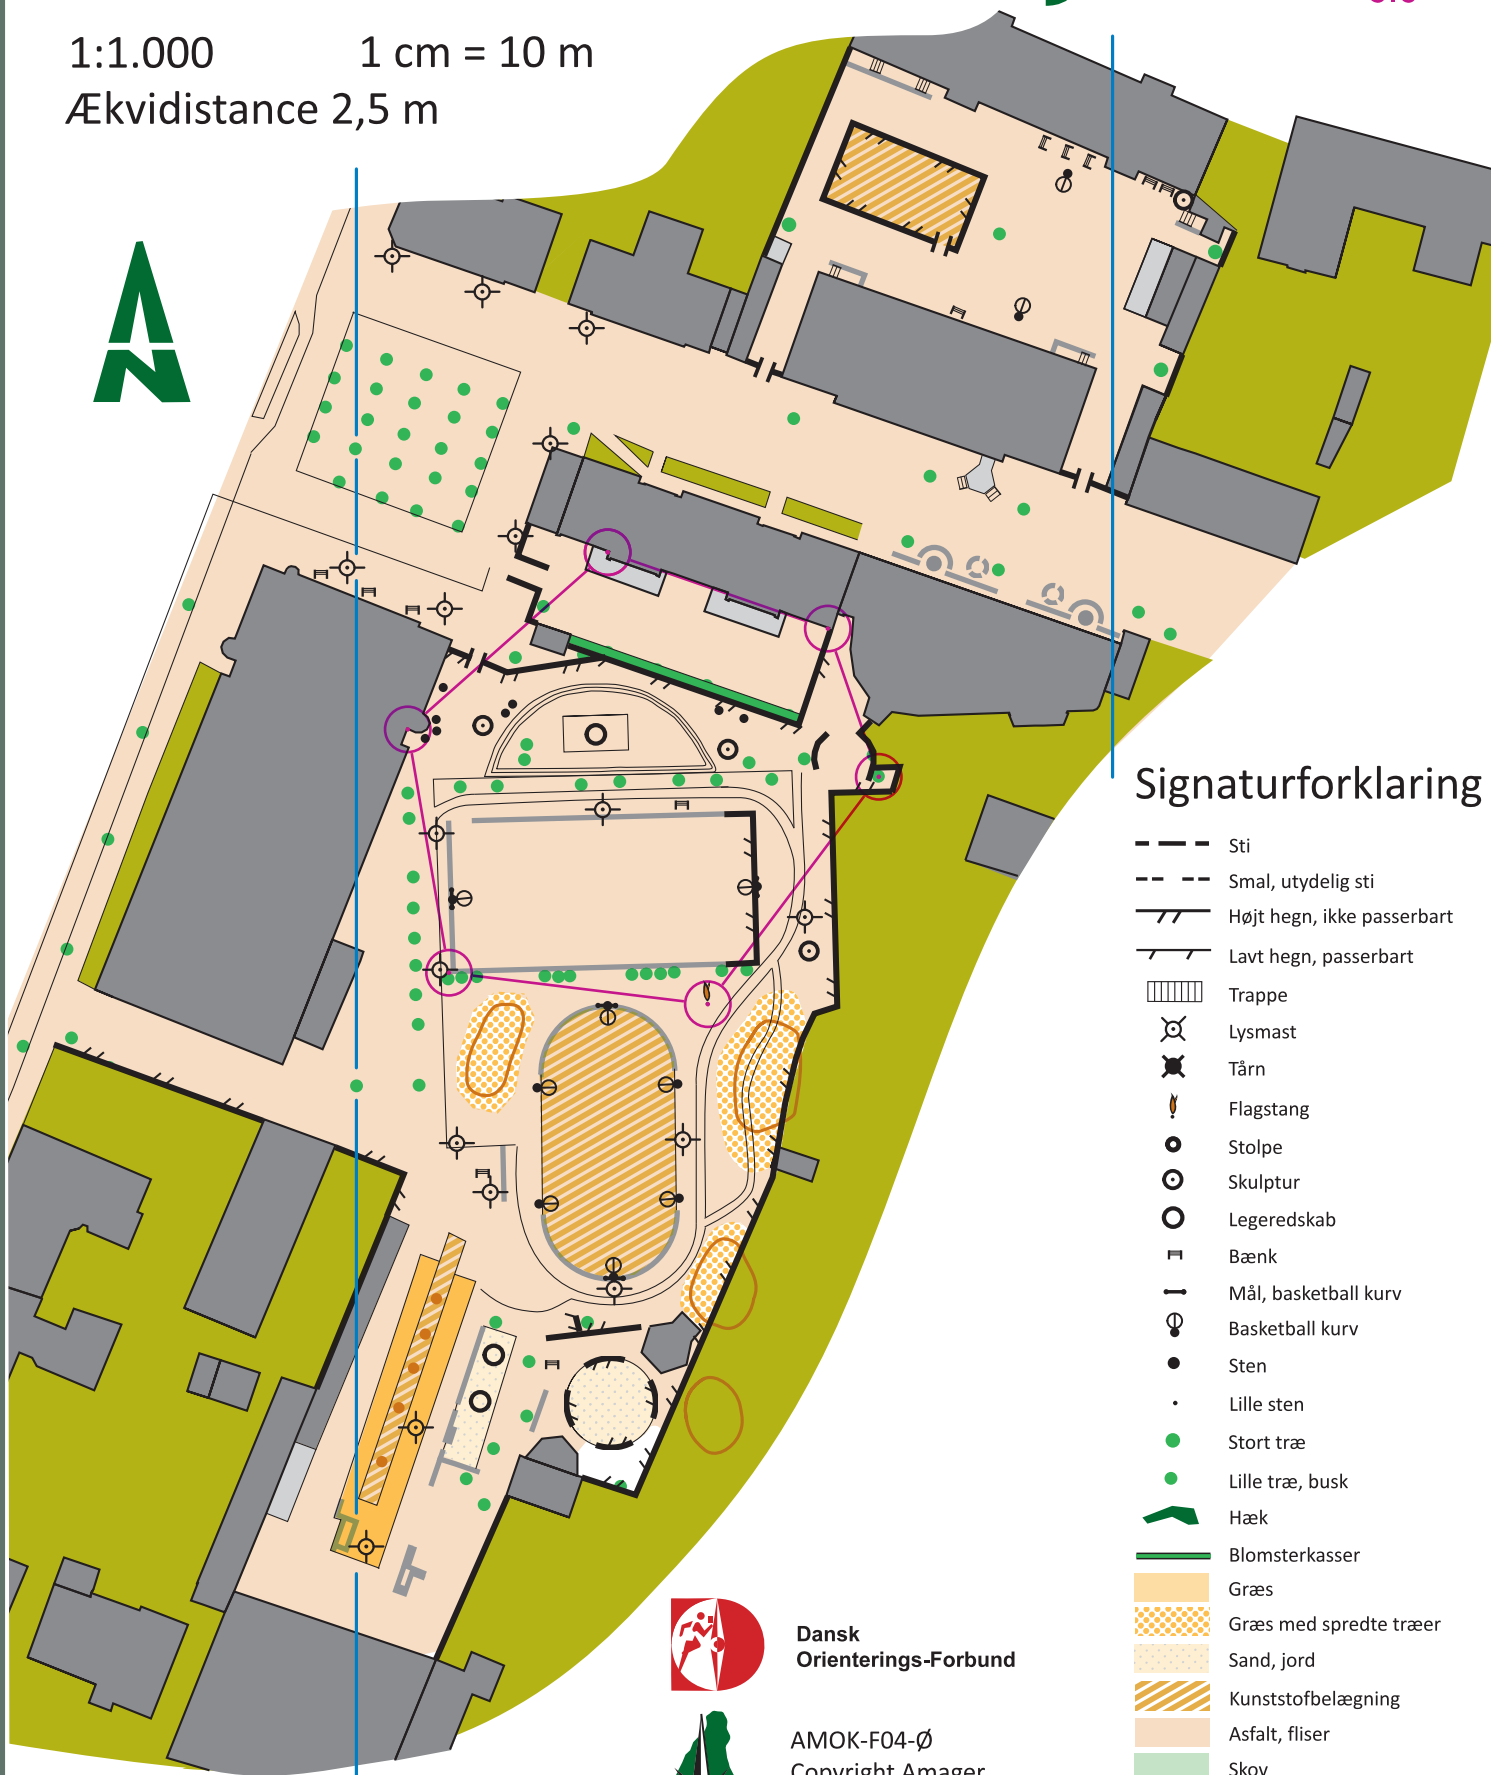 1:1.000 1 cm = 10 m
Ækvidistance 2,5 m
N
Signaturforklaring
Sti
Smal, utydelig sti
Højt hegn, ikke passerbart
Lavt hegn, passerbart
Trappe
Lysmast
Tårn
Flagstang
Stolpe
Skulptur
Legeredskab
Bænk
Mål, basketball kurv
Basketball kurv
Sten
Lille sten
Stort træ
Lille træ, busk
Hæk
Blomsterkasser
Græs
Græs med spredte træer
Sand, jord
Kunststofbelægning
Asfalt, fliser
Skov
Dansk
Orienterings-Forbund
AMOK-F04-Ø
Copyright Amager